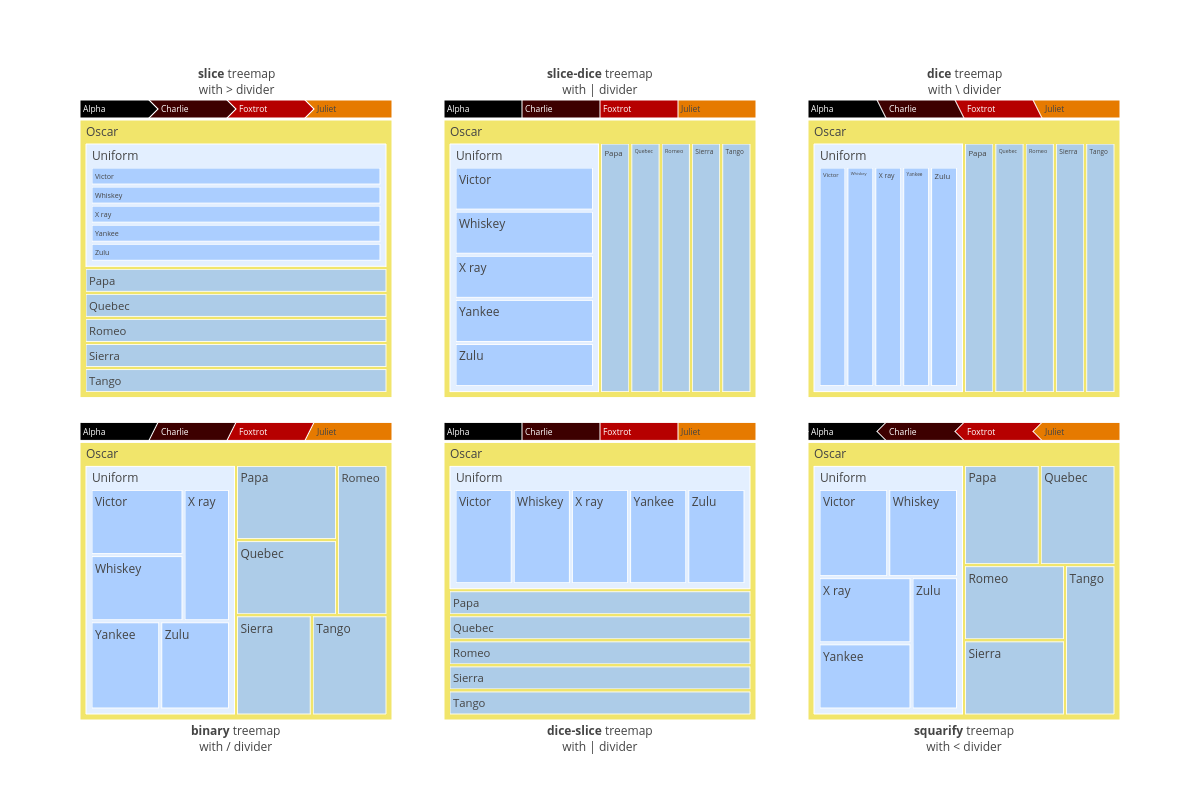 slice treemap
with > divider
Alpha Charlie Foxtrot Juliet
Oscar
Uniform
Victor
Whiskey
X ray
Yankee
Zulu
Papa
Quebec
Romeo
Sierra
Tango
slice-dice treemap
with | divider
Alpha Charlie Foxtrot Juliet
Oscar
Uniform
Victor
Whiskey
X ray
Yankee
Zulu
Papa Quebec Romeo Sierra Tango
dice treemap
with \ divider
Alpha Charlie Foxtrot Juliet
Oscar
Uniform
Victor Whiskey X ray Yankee Zulu
Papa Quebec Romeo Sierra Tango
Alpha Charlie Foxtrot Juliet
Oscar
Uniform
Victor X ray
Whiskey
Yankee Zulu
Papa Romeo
Quebec
Sierra Tango
binary treemap
with / divider
Alpha Charlie Foxtrot Juliet
Oscar
Uniform
Victor Whiskey X ray Yankee Zulu
Papa
Quebec
Romeo
Sierra
Tango
dice-slice treemap
with | divider
Alpha Charlie Foxtrot Juliet
Oscar
Uniform
Victor Whiskey
X ray Zulu
Yankee
Papa Quebec
Romeo Tango
Sierra
squarify treemap
with < divider